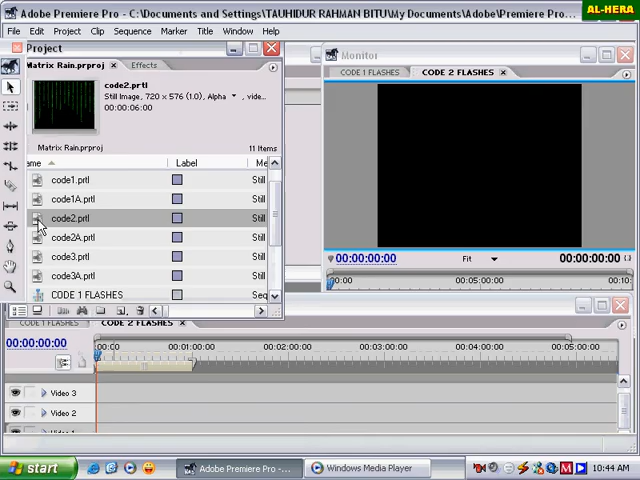 Adobe Premiere Pro - C:\Documents and Settings\TAUHIDUR RAHMAN BITU\My Documents\Adobe\Premiere Pro...
AL-HERA
File Edit Project Clip Sequence Marker Title Window Help
Project
Matrix Rain.prproj Effects
code2.prtl
Still Image, 720 x 576 (1.0), Alpha
, vide...
00:00:06:00
Matrix Rain.prproj 11 Items
ame Label Me
code1.prtl Still
code1A.prtl Still
code2.prtl Still
code2A.prtl Still
code3.prtl Still
code3A.prtl Still
CODE 1 FLASHES Seq
Monitor
CODE 1 FLASHES CODE 2 FLASHES
00:00:00:00 Fit 00:00:00:00
00:00 00:05:00:00 00:10:
CODE 1 FLASHES CODE 2 FLASHES
00:00:00:00
00:00 00:01:00:00 00:02:00:00 00:03:00:00 00:04:00:00 00:05:00:00
Video 3
Video 2
start Adobe Premiere Pro -... Windows Media Player 10:44 AM